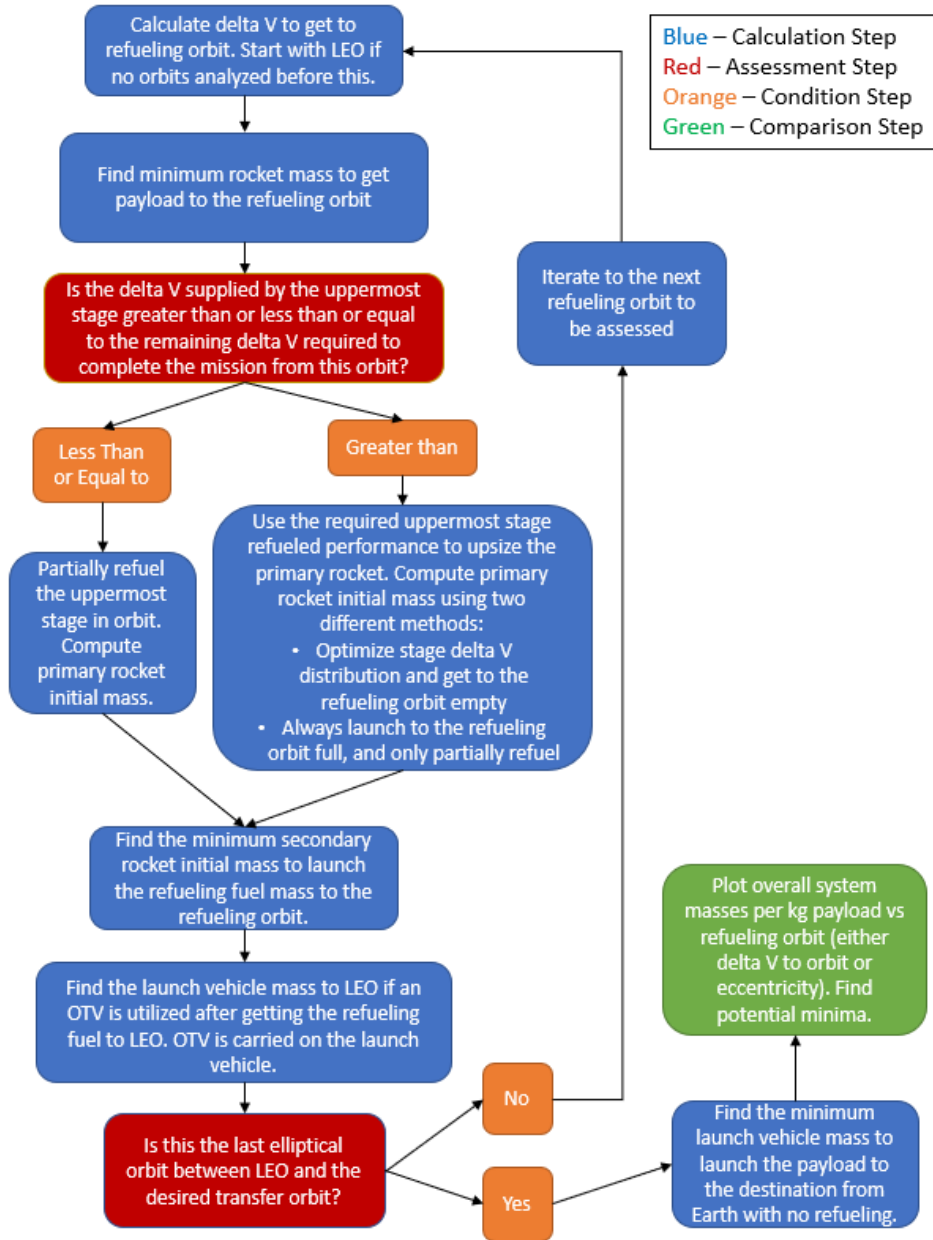 Calculate delta V to get to
refueling orbit. Start with LEO if
no orbits analyzed before this.
Blue – Calculation Step
Red – Assessment Step
Orange – Condition Step
Green – Comparison Step
Find minimum rocket mass to get
payload to the refueling orbit
Iterate to the next
refueling orbit to
be assessed
Is the delta V supplied by the uppermost
stage greater than or less than or equal
to the remaining delta V required to
complete the mission from this orbit?
Less Than
or Equal to
Greater than
Partially refuel
the uppermost
stage in orbit.
Compute
primary rocket
initial mass.
Use the required uppermost stage
refueled performance to upsize the
primary rocket. Compute primary
rocket initial mass using two
different methods:
• Optimize stage delta V
distribution and get to the
refueling orbit empty
• Always launch to the refueling
orbit full, and only partially refuel
Find the minimum secondary
rocket initial mass to launch
the refueling fuel mass to the
refueling orbit.
Find the launch vehicle mass to LEO if an
OTV is utilized after getting the refueling
fuel to LEO. OTV is carried on the launch
vehicle.
Is this the last elliptical
orbit between LEO and the
desired transfer orbit?
No
Yes
Find the minimum
launch vehicle mass to
launch the payload to
the destination from
Earth with no refueling.
Plot overall system
masses per kg payload vs
refueling orbit (either
delta V to orbit or
eccentricity). Find
potential minima.